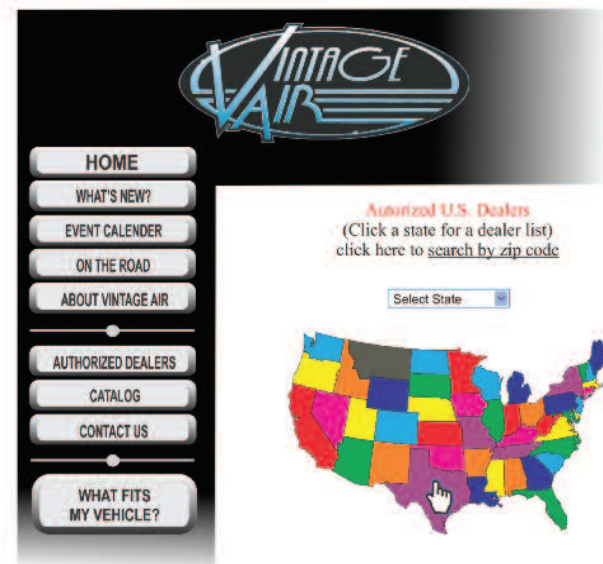 VINTAGE
AIR
HOME
WHAT'S NEW?
EVENT CALENDER
ON THE ROAD
ABOUT VINTAGE AIR
AUTHORIZED DEALERS
CATALOG
CONTACT US
WHAT FITS
MY VEHICLE?
Autorized U.S. Dealers
(Click a state for a dealer list)
click here to search by zip code
Select State